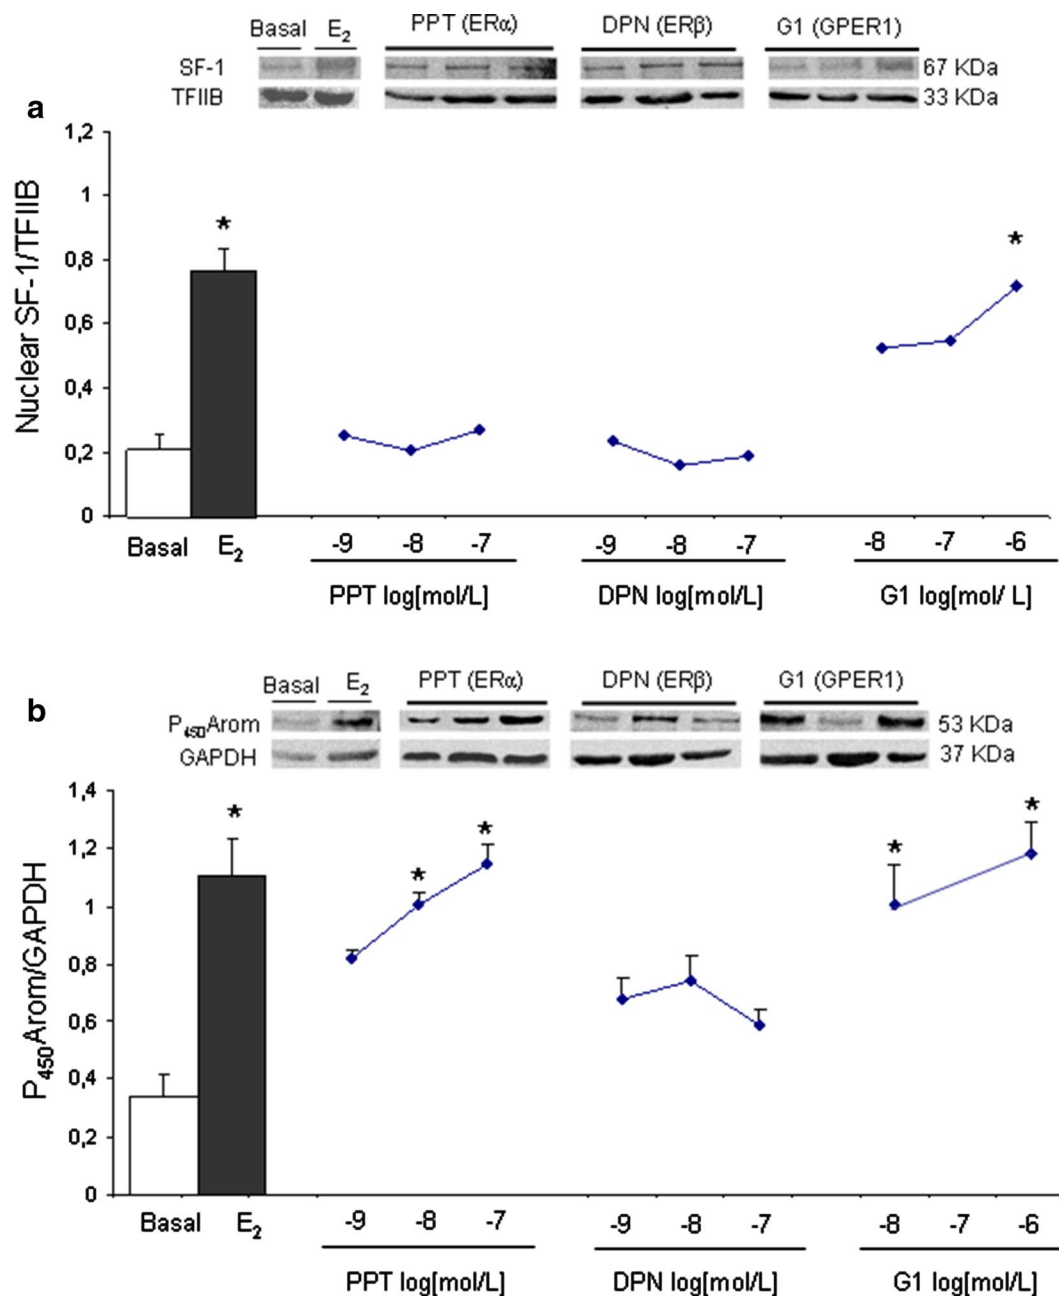 Basal E₂ PPT (ERα) DPN (ERβ) G1 (GPER1)
SF-1 67 KDa
TFIIB 33 KDa
a
Nuclear SF-1/TFIIB
1,2
1
0,8
0,6
0,4
0,2
0
* *
Basal E₂ -9 -8 -7 -9 -8 -7 -8 -7 -6
PPT log[mol/L] DPN log[mol/L] G1 log[mol/ L]
b
Basal E₂ PPT (ERα) DPN (ERβ) G1 (GPER1)
P₄₅₀Arom 53 KDa
GAPDH 37 KDa
P₄₅₀Arom/GAPDH
1,4
1,2
1
0,8
0,6
0,4
0,2
0
* * * * *
Basal E₂ -9 -8 -7 -9 -8 -7 -8 -7 -6
PPT log[mol/L] DPN log[mol/L] G1 log[mol/L]